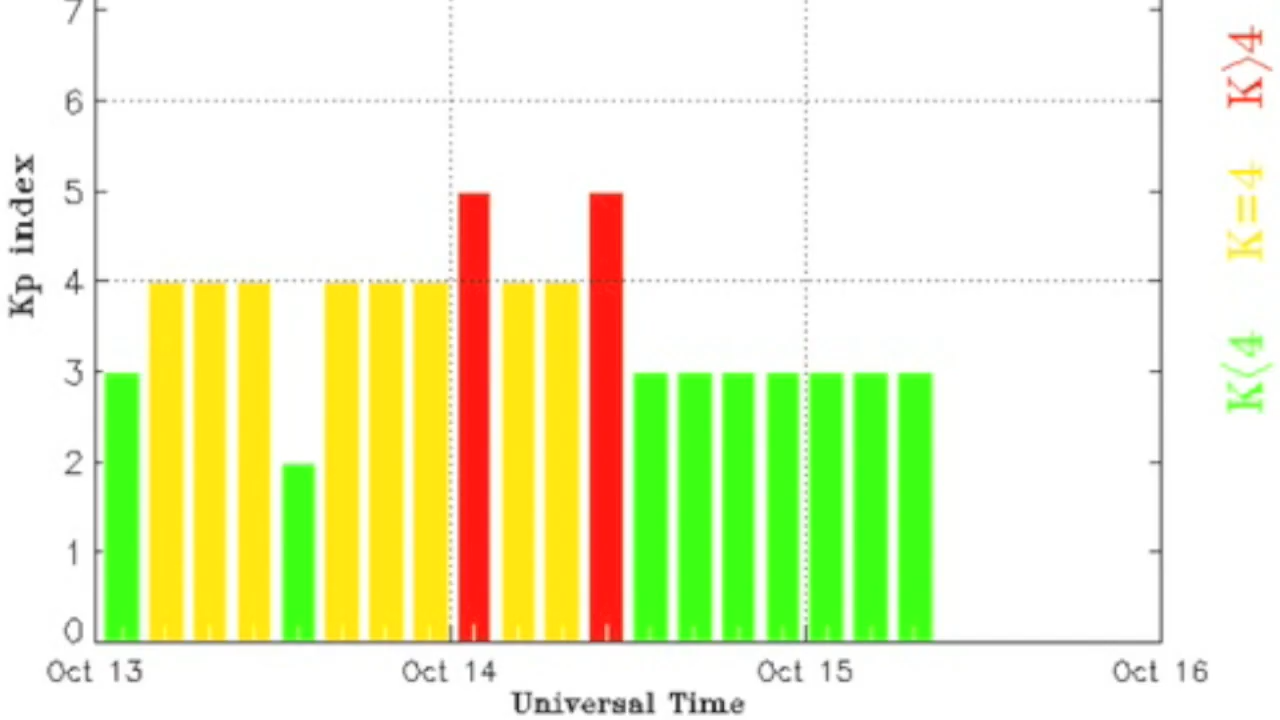 7
6
5
4
3
2
1
0
Kp index
Oct 13
Oct 14
Oct 15
Oct 16
Universal Time
K>4
K=4
K<4